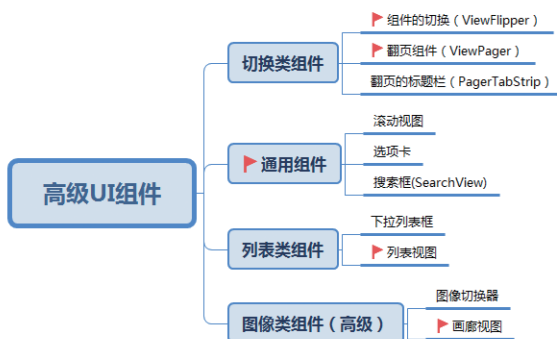 组件的切换（ViewFlipper）
切换类组件
翻页组件（ViewPager）
翻页的标题栏（PagerTabStrip）
滚动视图
通用组件
选项卡
搜索框(SearchView)
高级UI组件
下拉列表框
列表类组件
列表视图
图像切换器
图像类组件（高级）
画廊视图